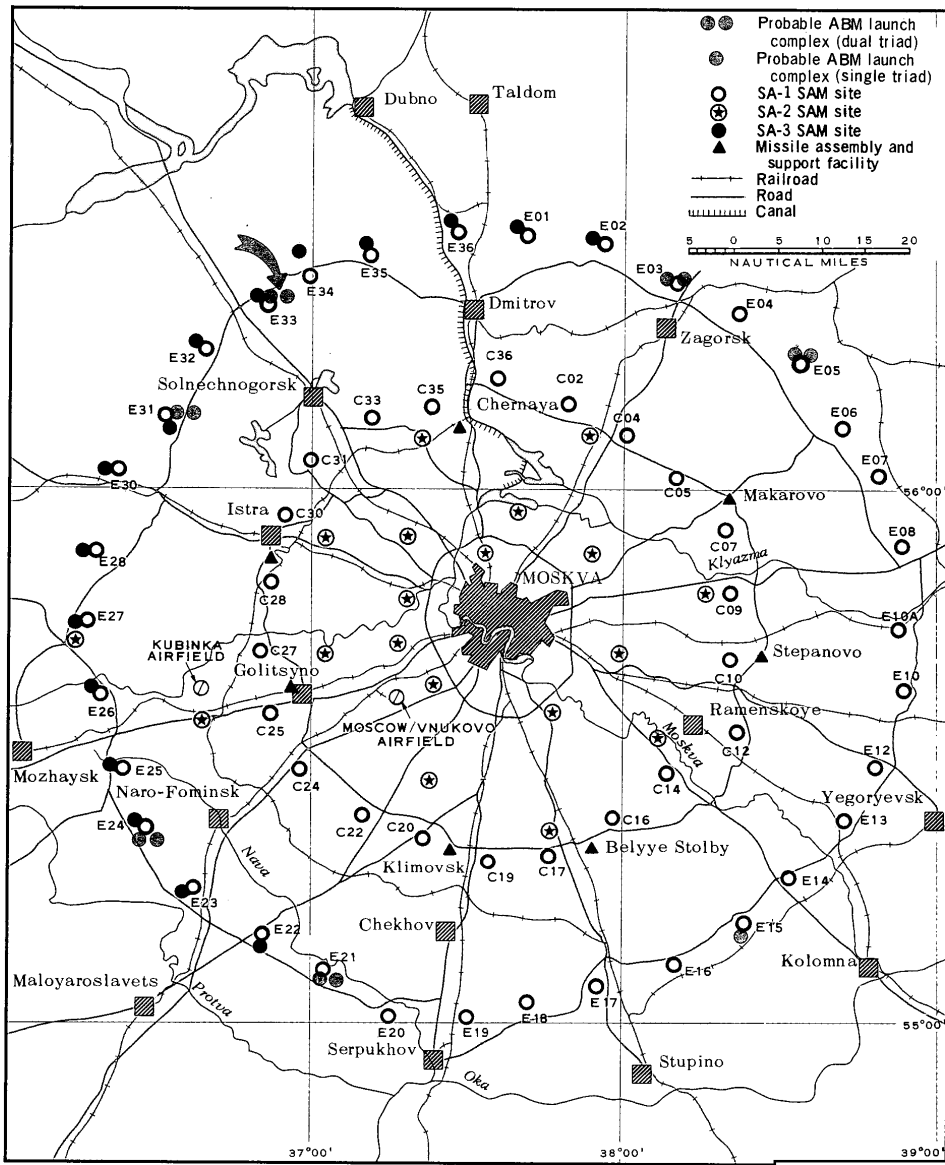 Probable ABM launch
complex (dual triad)
Probable ABM launch
complex (single triad)
SA-1 SAM site
SA-2 SAM site
SA-3 SAM site
Missile assembly and
support facility
Railroad
Road
Canal
5 0 5 10 20
NAUTICAL MILES
Dubno
Taldom
E01
E02
E36
E35
E03
E34
E04
E33
Dmitrov
Zagorsk
E32
E05
C36
Solnechnogorsk
C35
C02
E31
C33
Chernaya
C04
E06
C31
E07
E30
C05
Makarovo
56°00'
Istra
C30
C07
E08
E28
Klyazma
C28
MOSKVA
C09
E27
E10A
KUBINKA
AIRFIELD
C27
Stepanovo
Golitsyno
C10
E10
E26
C25
MOSCOW/VNUKOVO
AIRFIELD
Ramenskoye
Moskva
C12
Mozhaysk
E25
C24
C14
E12
Naro-Fominsk
Yegoryevsk
E24
C22
C20
C16
E13
Nava
Klimovsk
C19
C17
Belyye Stolby
E23
E14
E22
Chekhov
E15
E21
E16
Kolomna
Maloyaroslavets
Protva
E17
E18
E20
E19
55°00'
Serpukhov
Stupino
Oka
37°00'
38°00'
39°00'